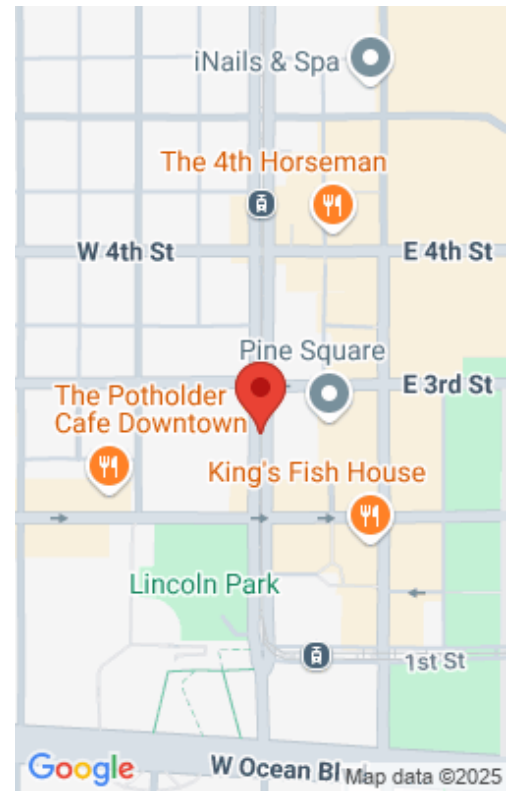 iNails & Spa
The 4th Horseman
W 4th St
E 4th St
Pine Square
E 3rd St
The Potholder
Cafe Downtown
King's Fish House
Lincoln Park
1st St
W Ocean
Google
Map data ©2025